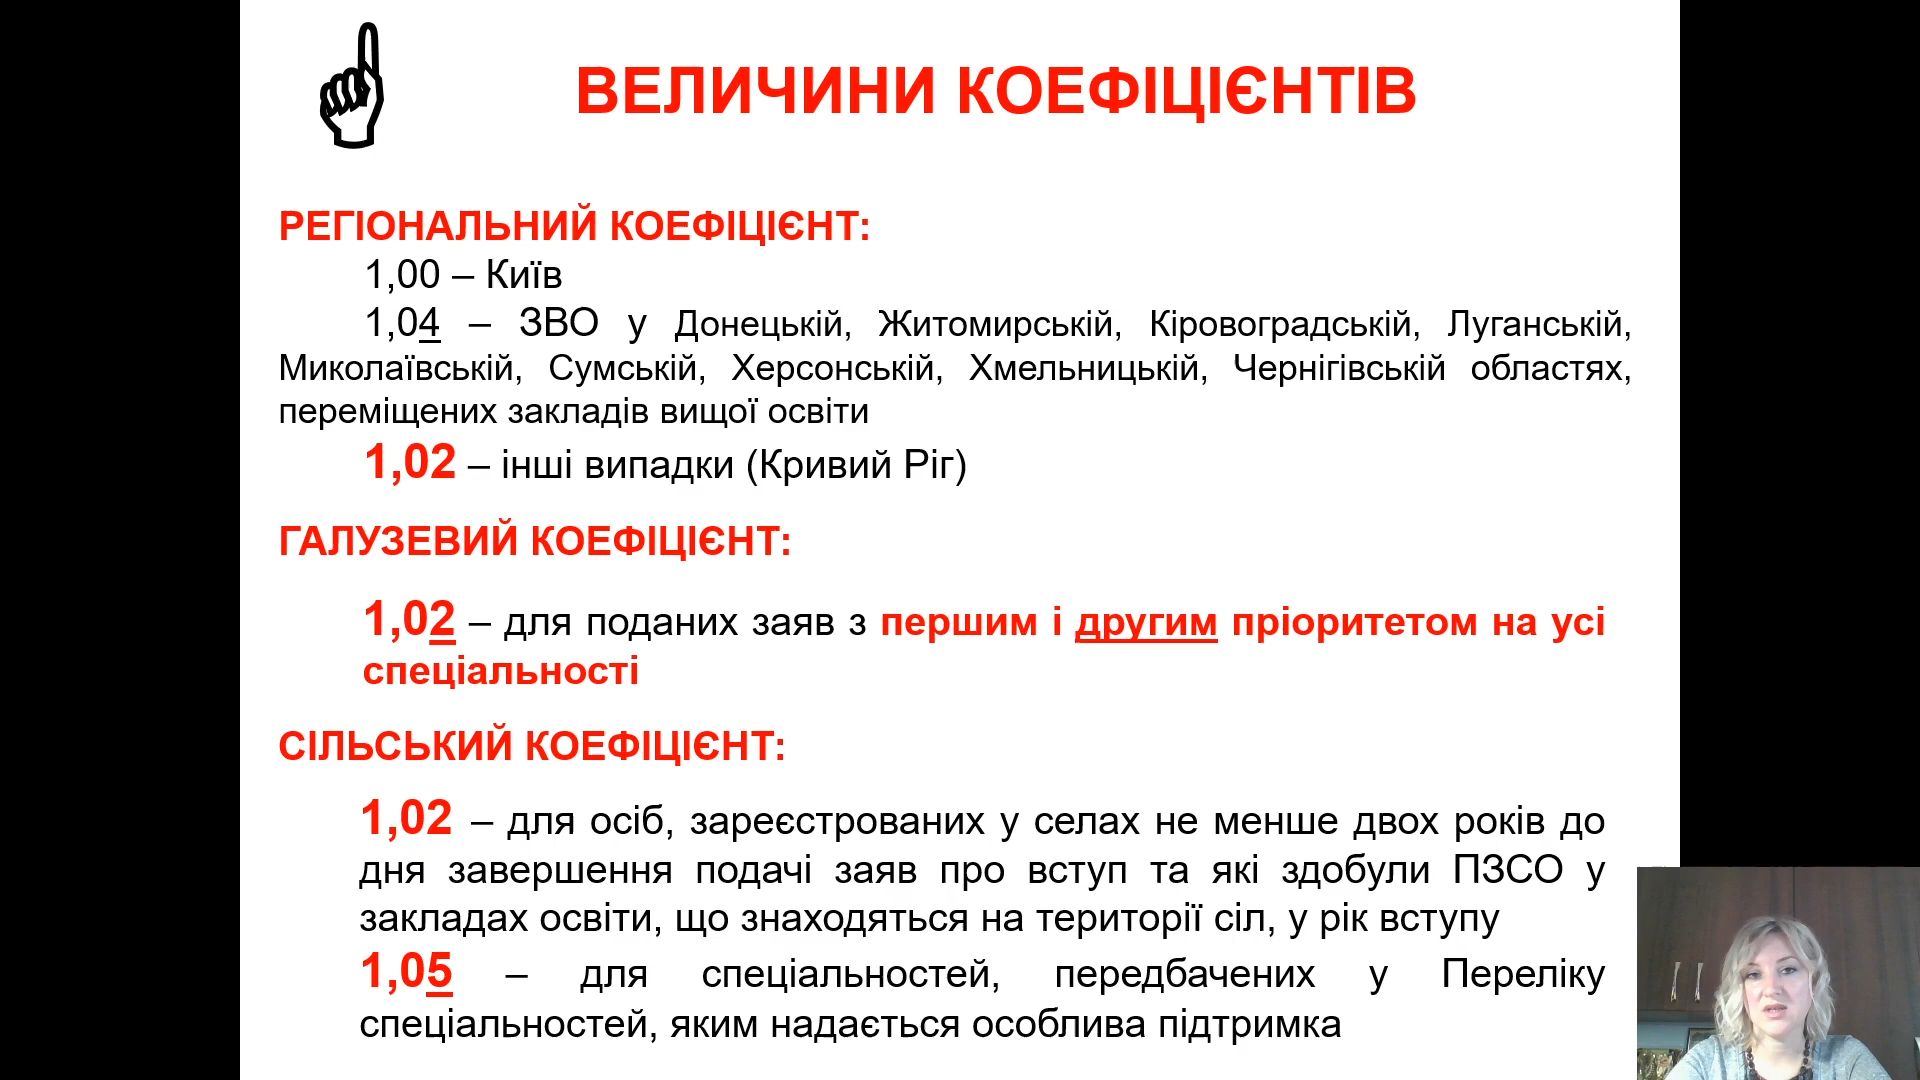 ВЕЛИЧИНИ КОЕФІЦІЄНТІВ
РЕГІОНАЛЬНИЙ КОЕФІЦІЄНТ:
1,00 – Київ
1,04 – ЗВО у Донецькій, Житомирській, Кіровоградській, Луганській,
Миколаївській, Сумській, Херсонській, Хмельницькій, Чернігівській областях,
переміщених закладів вищої освіти
1,02 – інші випадки (Кривий Ріг)
ГАЛУЗЕВИЙ КОЕФІЦІЄНТ:
1,02 – для поданих заяв з першим і другим пріоритетом на усі
спеціальності
СІЛЬСЬКИЙ КОЕФІЦІЄНТ:
1,02 – для осіб, зареєстрованих у селах не менше двох років до
дня завершення подачі заяв про вступ та які здобули ПЗСО у
закладах освіти, що знаходяться на території сіл, у рік вступу
1,05 – для спеціальностей, передбачених у Переліку
спеціальностей, яким надається особлива підтримка